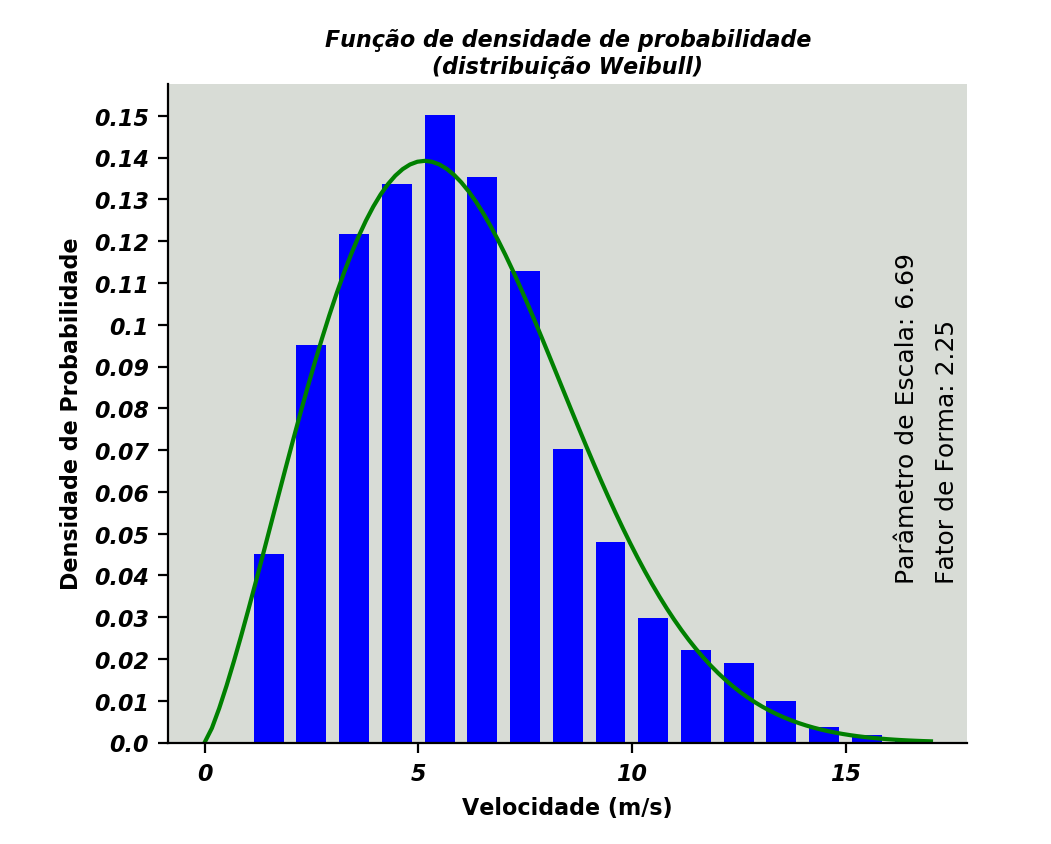 Função de densidade de probabilidade
(distribuição Weibull)
Densidade de Probabilidade
0.15
0.14
0.13
0.12
0.11
0.1
0.09
0.08
0.07
0.06
0.05
0.04
0.03
0.02
0.01
0.0
Parâmetro de Escala: 6.69
Fator de Forma: 2.25
0 5 10 15
Velocidade (m/s)